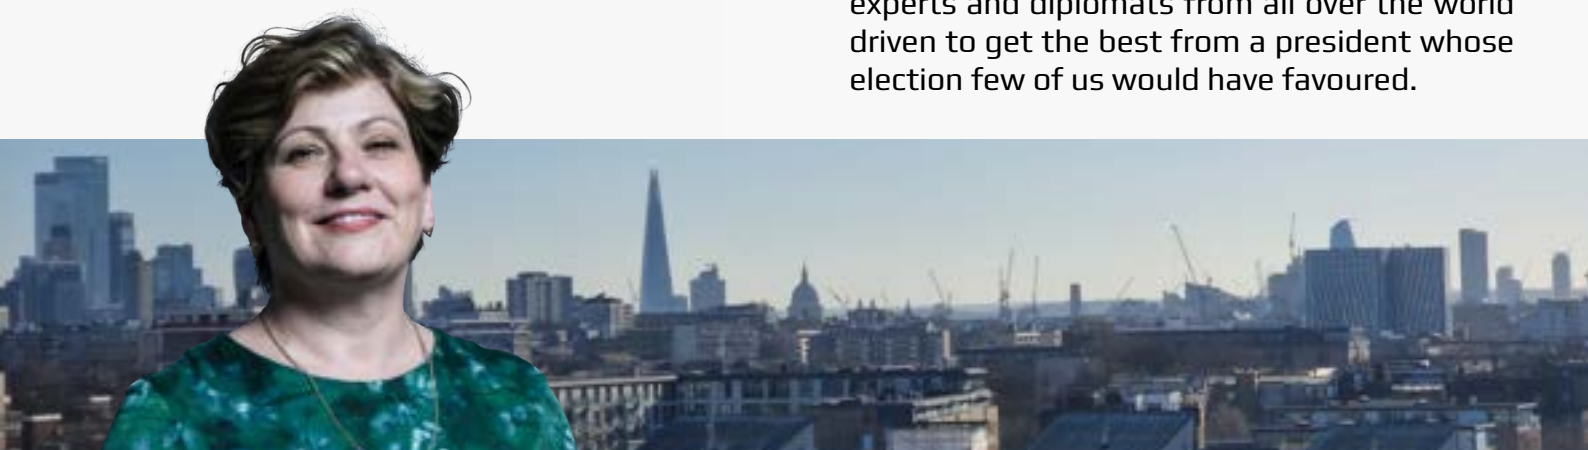 experts and diplomats from all over the world
driven to get the best from a president whose
election few of us would have favoured.